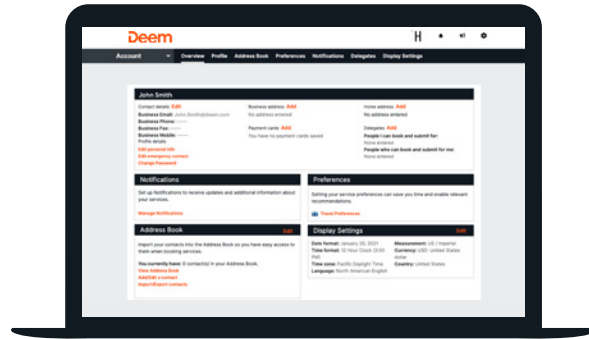 Deem
H
Account Overview Profile Address Book Preferences Notifications Delegates Display Settings
John Smith
Contact details Edit
Business Email: John.Smith@deem.com
Business Phone: -----
Business Fax: -----
Business Mobile: -----
Profile details
Edit personal info
Edit emergency contact
Change Password
Business address Add
No address entered
Payment cards Add
You have no payment cards saved
Home address Add
No address entered
Delegates Add
People I can book and submit for:
None entered
People who can book and submit for me:
None entered
Notifications
Set up Notifications to receive updates and additional information about
your services.
Manage Notifications
Preferences
Setting your service preferences can save you time and enable relevant
recommendations.
Travel Preferences
Address Book Edit
Import your contacts into the Address Book so you have easy access to
them when booking services.
You currently have: 0 contact(s) in your Address Book.
View Address Book
Add/Edit a contact
Import/Export contacts
Display Settings Edit
Date format: January 20, 2021
Time format: 12 Hour Clock (3:00
PM)
Time zone: Pacific Daylight Time
Language: North American English
Measurement: US / Imperial
Currency: USD- United States
dollar
Country: United States